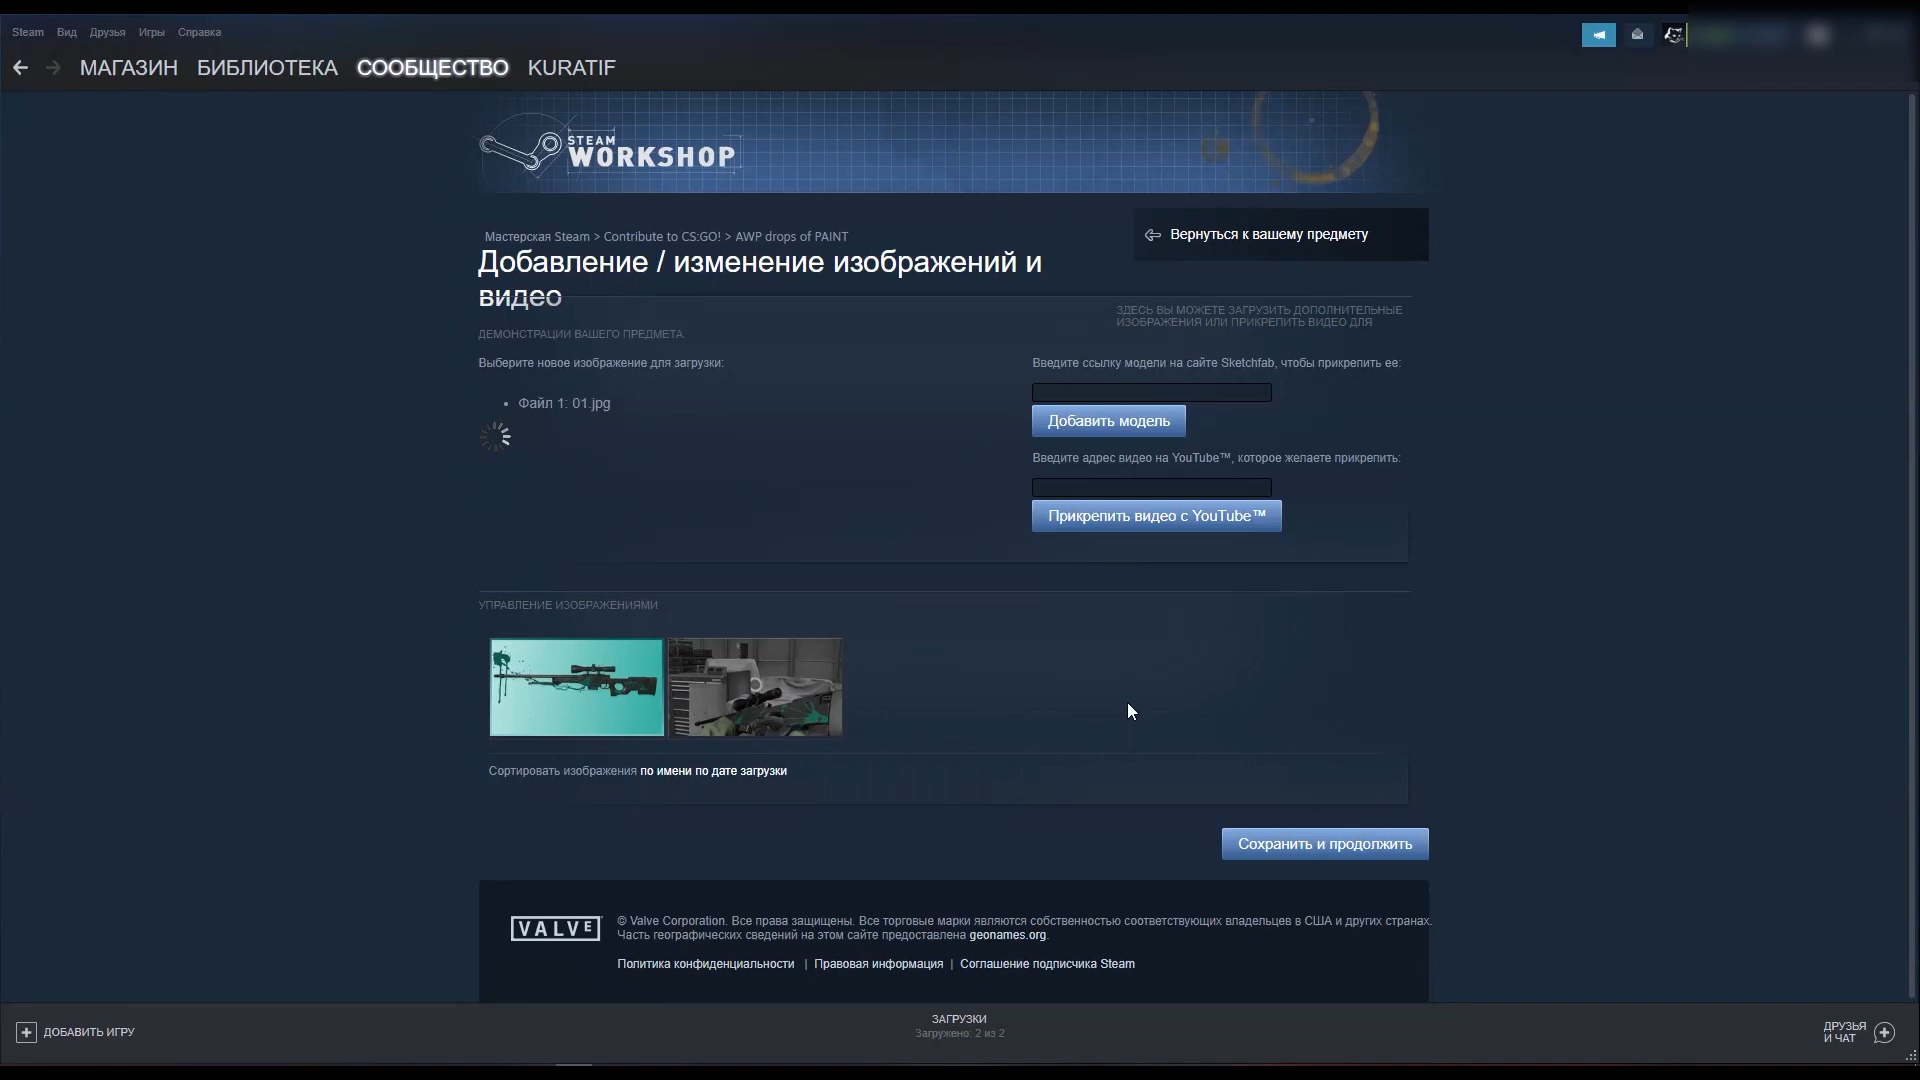 Steam Вид Друзья Игры Справка
МАГАЗИН БИБЛИОТЕКА СООБЩЕСТВО KURATIF
STEAM
WORKSHOP
Мастерская Steam > Contribute to CS:GO! > AWP drops of PAINT
Вернуться к вашему предмету
Добавление / изменение изображений и
видео
ЗДЕСЬ ВЫ МОЖЕТЕ ЗАГРУЗИТЬ ДОПОЛНИТЕЛЬНЫЕ
ИЗОБРАЖЕНИЯ ИЛИ ПРИКРЕПИТЬ ВИДЕО ДЛЯ
ДЕМОНСТРАЦИИ ВАШЕГО ПРЕДМЕТА.
Выберите новое изображение для загрузки:
Файл 1: 01.jpg
Введите ссылку модели на сайте Sketchfab, чтобы прикрепить ее:
Добавить модель
Введите адрес видео на YouTube™, которое желаете прикрепить:
Прикрепить видео с YouTube™
УПРАВЛЕНИЕ ИЗОБРАЖЕНИЯМИ
Сортировать изображения по имени по дате загрузки
Сохранить и продолжить
VALVE
© Valve Corporation. Все права защищены. Все торговые марки являются собственностью соответствующих владельцев в США и других странах.
Часть географических сведений на этом сайте предоставлена geonames.org.
Политика конфиденциальности | Правовая информация | Соглашение подписчика Steam
ДОБАВИТЬ ИГРУ
ЗАГРУЗКИ
Загружено: 2 из 2
ДРУЗЬЯ
И ЧАТ